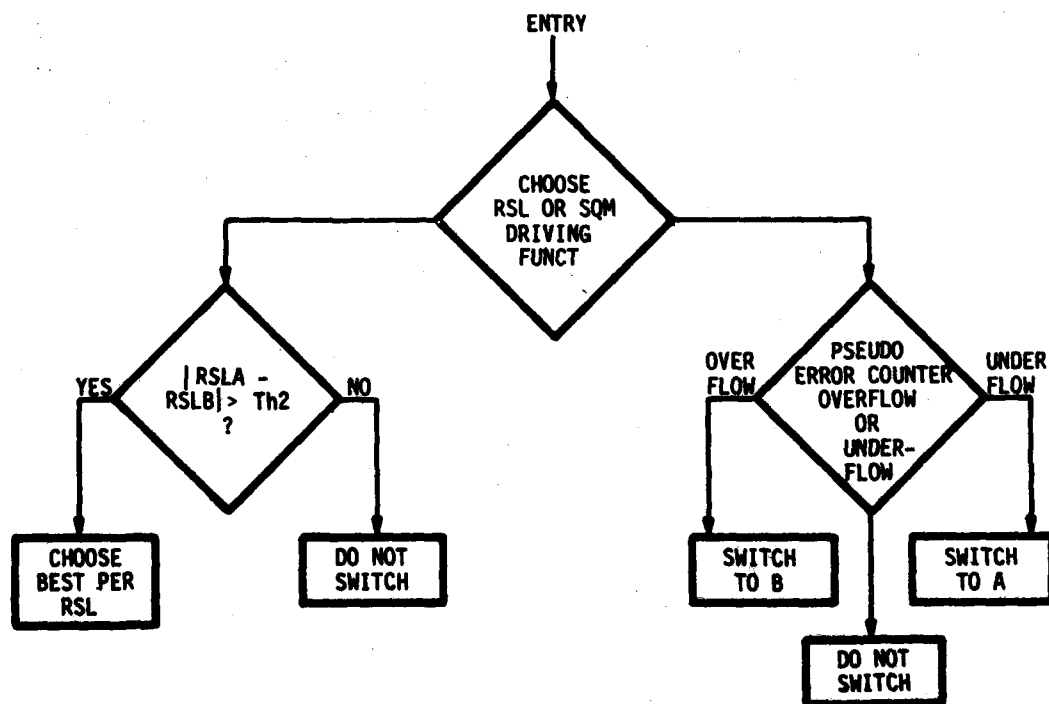 ENTRY
CHOOSE
RSL OR SQM
DRIVING
FUNCT
YES
|RSLA -
RSLB| > Th2
?
NO
CHOOSE
BEST PER
RSL
DO NOT
SWITCH
OVER
FLOW
PSEUDO
ERROR COUNTER
OVERFLOW
OR
UNDER-
FLOW
UNDER
FLOW
SWITCH
TO B
SWITCH
TO A
DO NOT
SWITCH